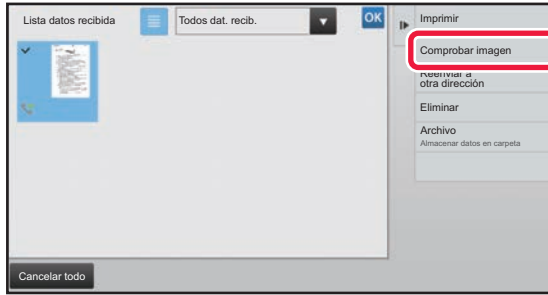 Lista datos recibida
Todos dat. recib.
OK
Imprimir
Comprobar imagen
Reenviar a
otra dirección
Eliminar
Archivo
Almacenar datos en carpeta
Cancelar todo